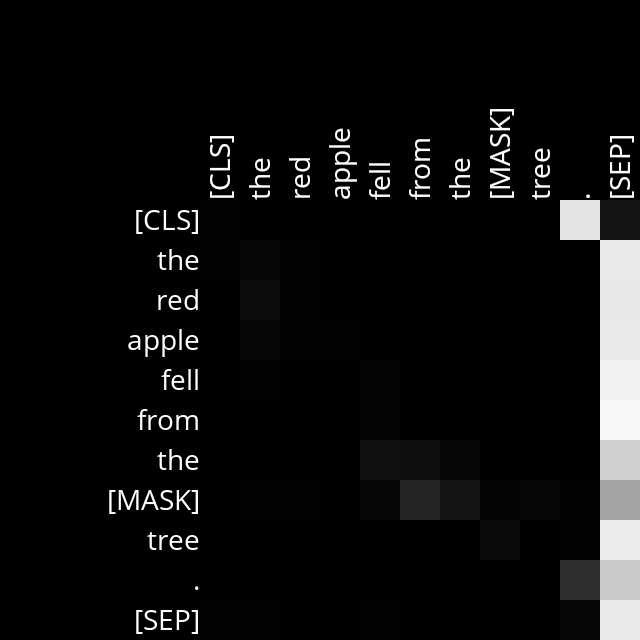 [CLS] the red apple fell from the [MASK] tree . [SEP]
[CLS]
the
red
apple
fell
from
the
[MASK]
tree
.
[SEP]